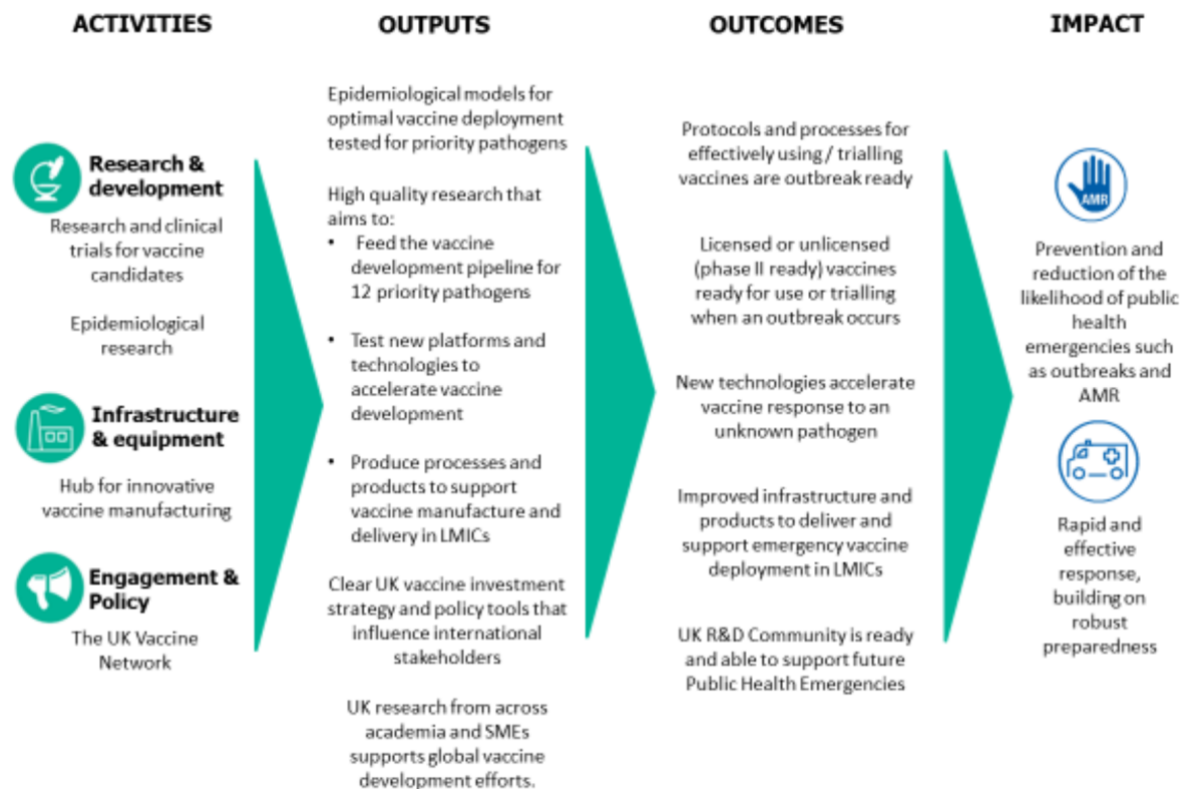 ACTIVITIES
Research &
development
Research and clinical
trials for vaccine
candidates
Epidemiological
research
Infrastructure
& equipment
Hub for innovative
vaccine manufacturing
Engagement &
Policy
The UK Vaccine
Network
OUTPUTS
Epidemiological models for
optimal vaccine deployment
tested for priority pathogens
High quality research that
aims to:
• Feed the vaccine
development pipeline for
12 priority pathogens
• Test new platforms and
technologies to
accelerate vaccine
development
• Produce processes and
products to support
vaccine manufacture and
delivery in LMICs
Clear UK vaccine investment
strategy and policy tools that
influence international
stakeholders
UK research from across
academia and SMEs
supports global vaccine
development efforts.
OUTCOMES
Protocols and processes for
effectively using / trialling
vaccines are outbreak ready
Licensed or unlicensed
(phase II ready) vaccines
ready for use or trialling
when an outbreak occurs
New technologies accelerate
vaccine response to an
unknown pathogen
Improved infrastructure and
products to deliver and
support emergency vaccine
deployment in LMICs
UK R&D Community is ready
and able to support future
Public Health Emergencies
IMPACT
AMR
Prevention and
reduction of the
likelihood of public
health
emergencies such
as outbreaks and
AMR
Rapid and
effective
response,
building on
robust
preparedness